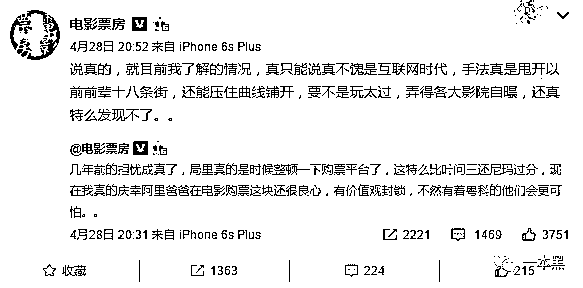 电影票房
4月28日 20:52 来自 iPhone 6s Plus
说真的，就目前我了解的情况，真只能说真不愧是互联网时代，手法真是甩开以
前前辈十八条街，还能压住曲线铺开，要不是玩太过，弄得各大影院自曝，还真
特么发现不了。。
@电影票房
几年前的担忧成真了，局里真的是时候整顿一下购票平台了，这特么比叶问三还尼玛过分，现
在我真的庆幸阿里爸爸在电影购票这块还很良心，有价值观封锁，不然有着粤科的他们会更可
怕。。
4月28日 20:31 来自 iPhone 6s Plus 2221 1469 3751
收藏 1363 224 215
一本黑